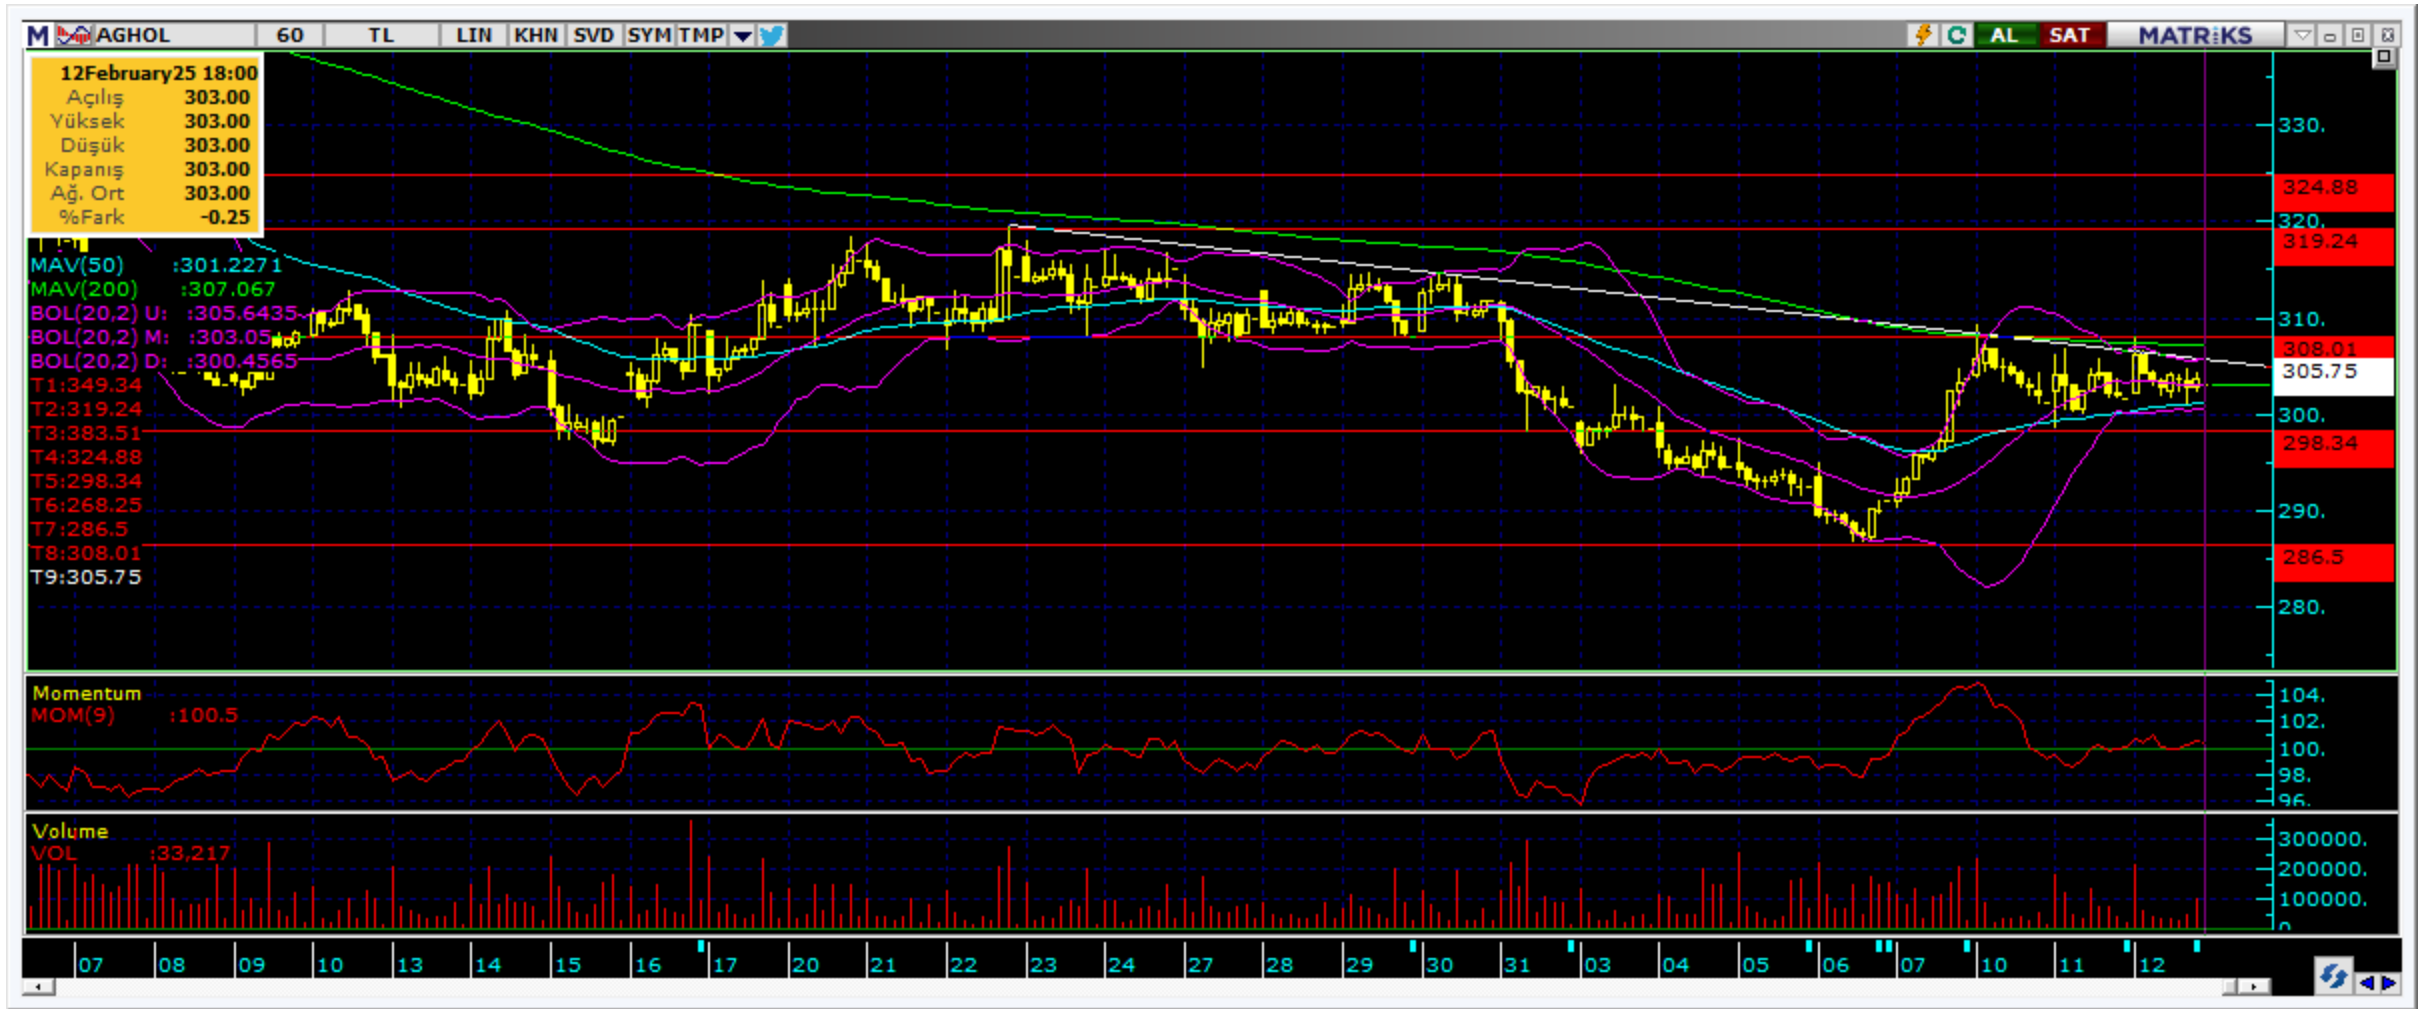 M AGHOL 60 TL LIN KHN SVD SYM TMP AL SAT MATRiKS
12February25 18:00
Açılış 303.00
Yüksek 303.00
Düşük 303.00
Kapanış 303.00
Ağ. Ort 303.00
%Fark -0.25
MAV(50) :301.2271
MAV(200) :307.067
BOL(20,2) U: :305.6435
BOL(20,2) M: :303.05
BOL(20,2) D: :300.4565
T1:349.34
T2:319.24
T3:383.51
T4:324.88
T5:298.34
T6:268.25
T7:286.5
T8:308.01
T9:305.75
330.
324.88
320.
319.24
310.
308.01
305.75
300.
298.34
290.
286.5
280.
Momentum
MOM(9) :100.5
104.
102.
100.
98.
96.
Volume
VOL :33,217
300000.
200000.
100000.
0
07 08 09 10 13 14 15 16 17 20 21 22 23 24 27 28 29 30 31 03 04 05 06 07 10 11 12